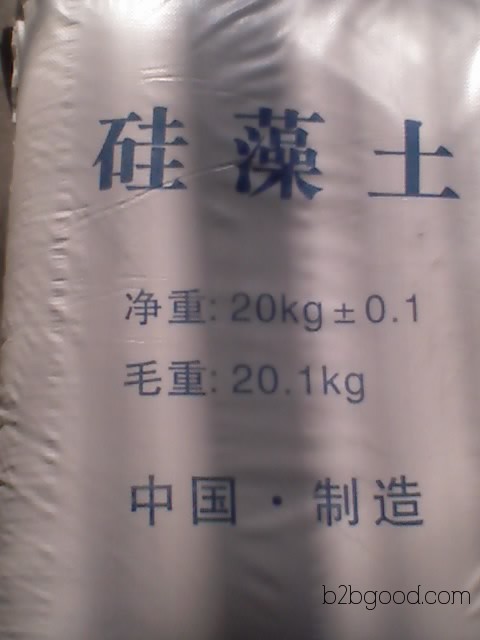 硅藻土
净重: 20kg±0.1
毛重: 20.1kg
中国·制造
b2bgood.com